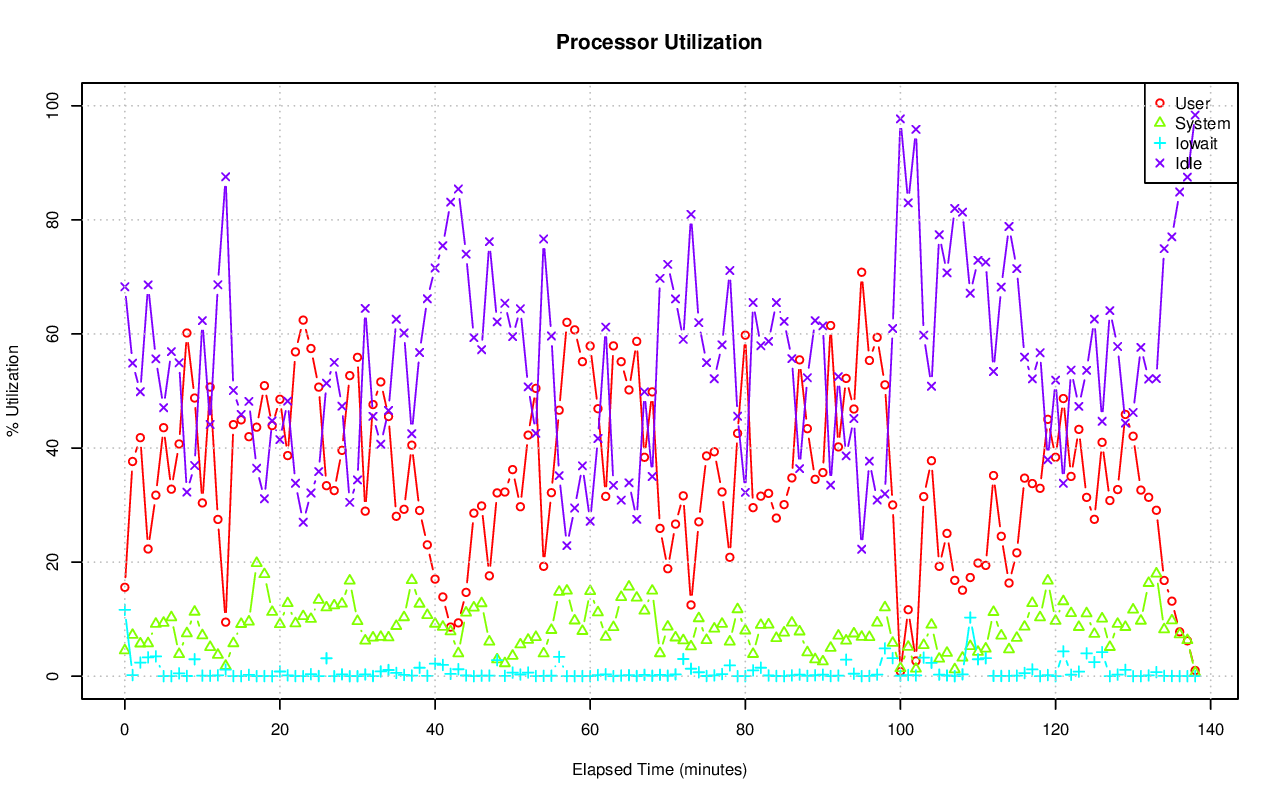 Processor Utilization
User
System
Iowait
Idle
% Utilization
100
80
60
40
20
0
0 20 40 60 80 100 120 140
Elapsed Time (minutes)